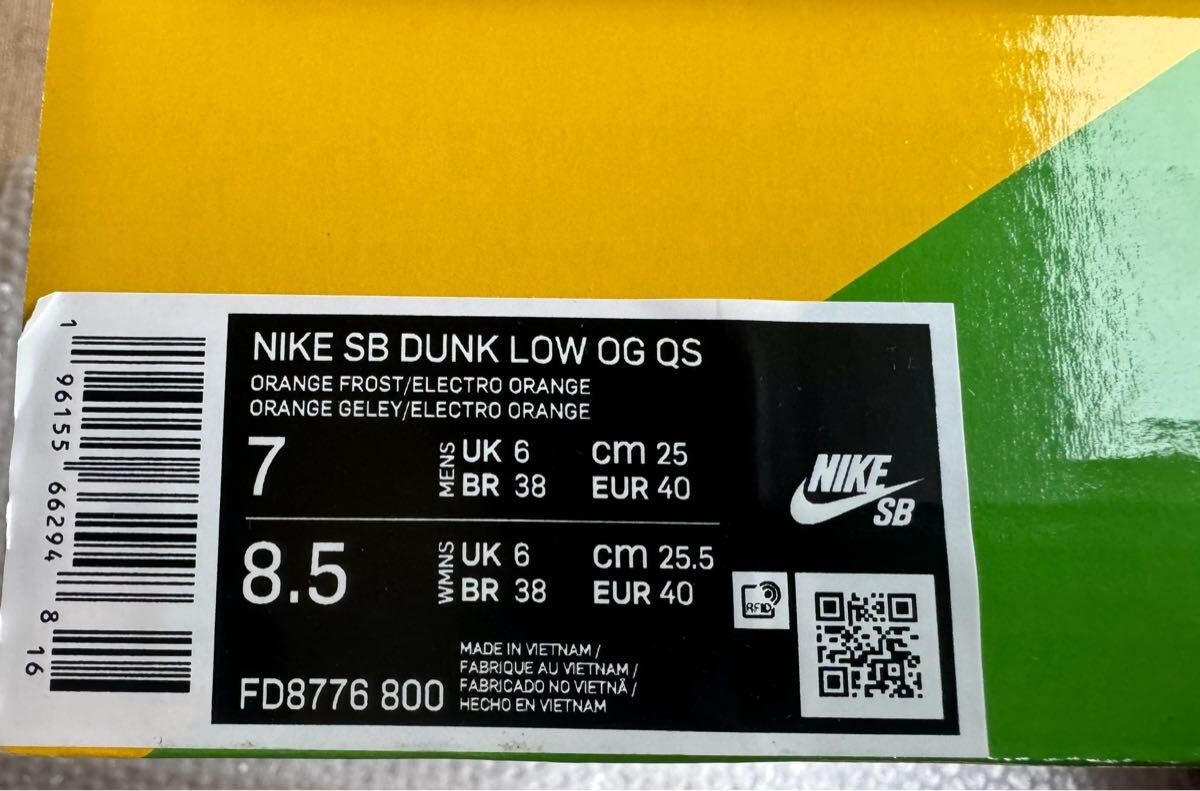 NIKE SB DUNK LOW OG QS
ORANGE FROST/ELECTRO ORANGE
ORANGE GELEY/ELECTRO ORANGE
7 MENS UK 6 cm 25
BR 38 EUR 40
8.5 WMNS UK 6 cm 25.5
BR 38 EUR 40
FD8776 800
MADE IN VIETNAM /
FABRIQUE AU VIETNAM /
FABRICADO NO VIETNÃ /
HECHO EN VIETNAM
NIKE
SB
RFID
1 96155 66294 8 16